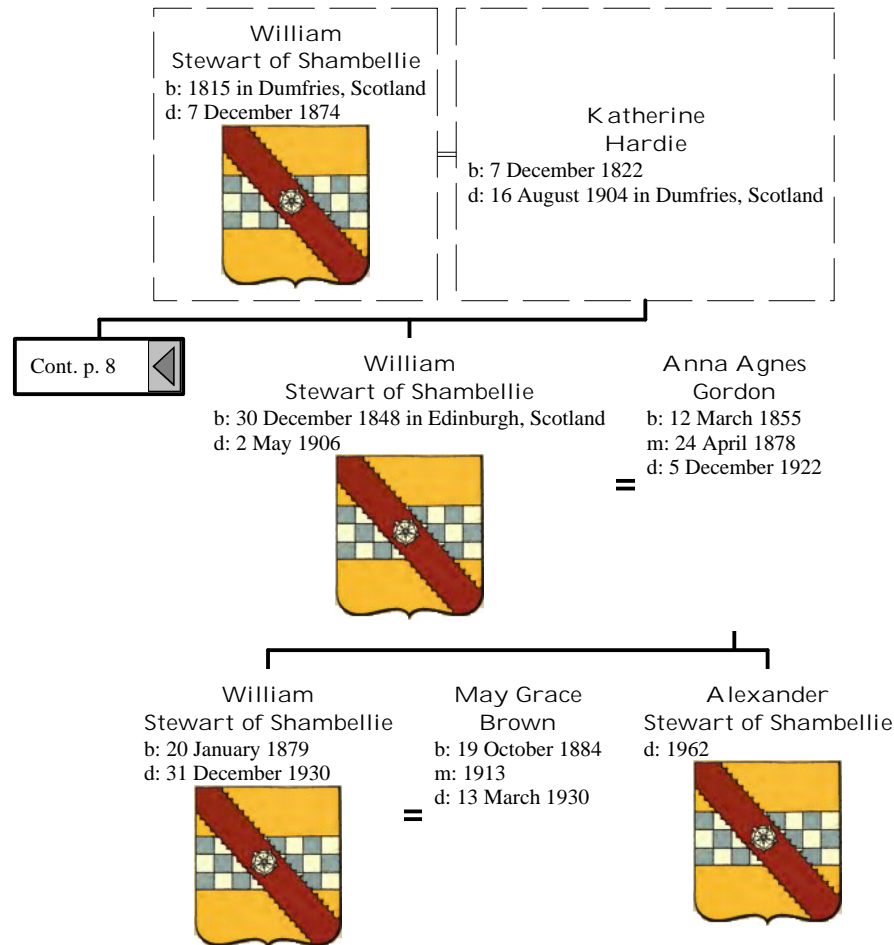 William
Stewart of Shambellie
b: 1815 in Dumfries, Scotland
d: 7 December 1874
Katherine
Hardie
b: 7 December 1822
d: 16 August 1904 in Dumfries, Scotland
=
Cont. p. 8
William
Stewart of Shambellie
b: 30 December 1848 in Edinburgh, Scotland
d: 2 May 1906
=
Anna Agnes
Gordon
b: 12 March 1855
m: 24 April 1878
d: 5 December 1922
William
Stewart of Shambellie
b: 20 January 1879
d: 31 December 1930
=
May Grace
Brown
b: 19 October 1884
m: 1913
d: 13 March 1930
Alexander
Stewart of Shambellie
d: 1962